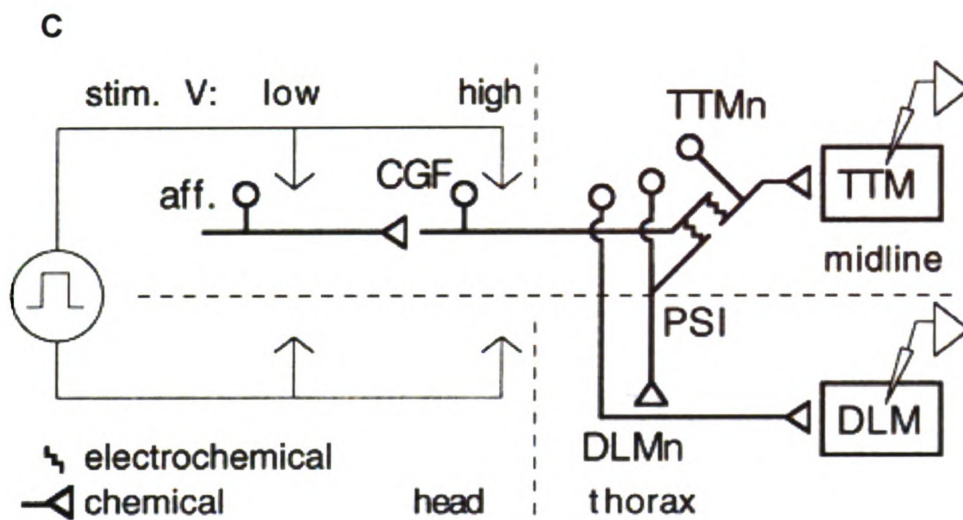 C
stim. V: low high
TTMn
aff. CGF TTM
midline
PSI
DLMn DLM
electrochemical
chemical head thorax